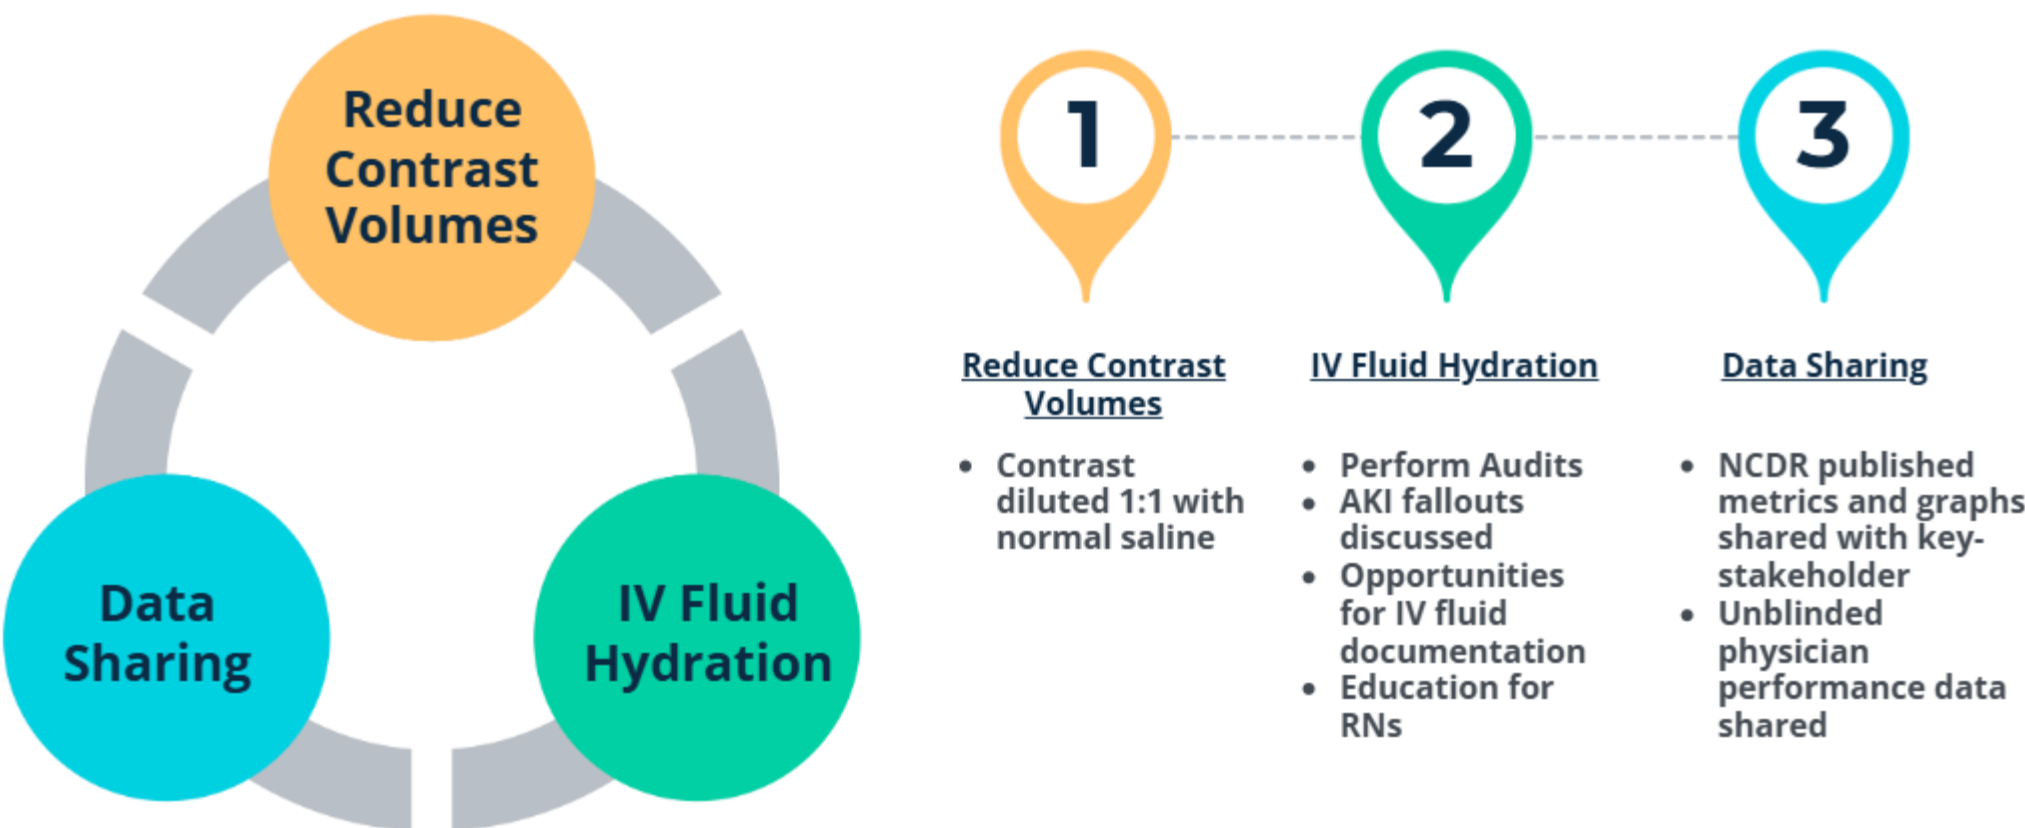 Reduce
Contrast
Volumes
Data
Sharing
IV Fluid
Hydration
1
2
3
Reduce Contrast
Volumes
• Contrast
diluted 1:1 with
normal saline
IV Fluid Hydration
• Perform Audits
• AKI fallouts
discussed
• Opportunities
for IV fluid
documentation
• Education for
RNs
Data Sharing
• NCDR published
metrics and graphs
shared with key-
stakeholder
• Unblinded
physician
performance data
shared